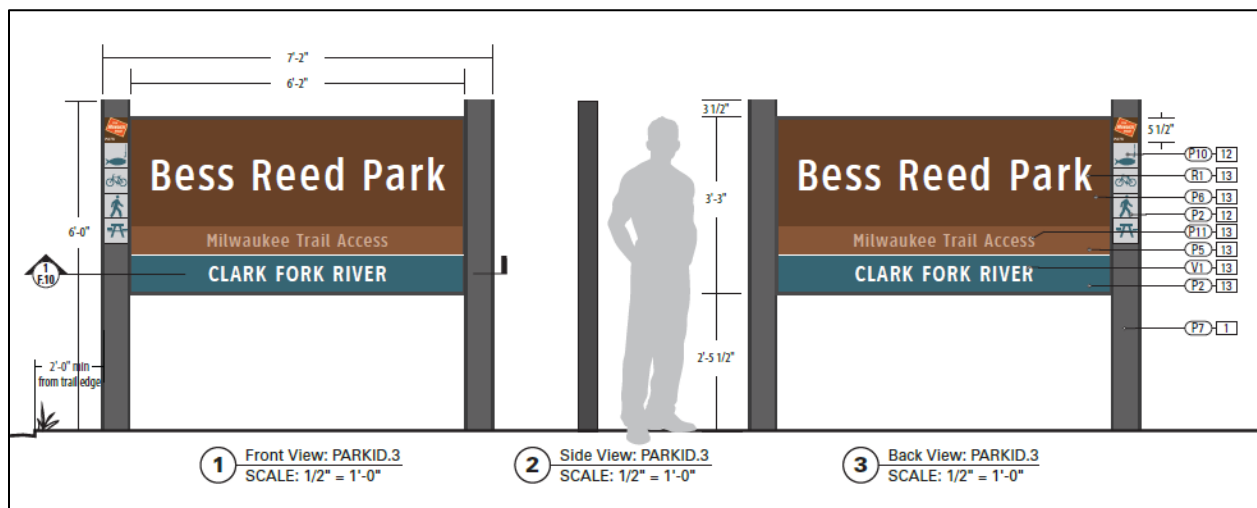 7'-2"
6'-2"
6'-0"
Bess Reed Park
Milwaukee Trail Access
CLARK FORK RIVER
1
F.10
2'-0" min
from trail edge
1
Front View: PARKID.3
SCALE: 1/2" = 1'-0"
2
Side View: PARKID.3
SCALE: 1/2" = 1'-0"
3 1/2"
3'-3"
2'-5 1/2"
Bess Reed Park
Milwaukee Trail Access
CLARK FORK RIVER
5 1/2"
P10 12
R1 13
P6 13
P2 12
P11 13
P5 13
V1 13
P2 13
P7 1
3
Back View: PARKID.3
SCALE: 1/2" = 1'-0"